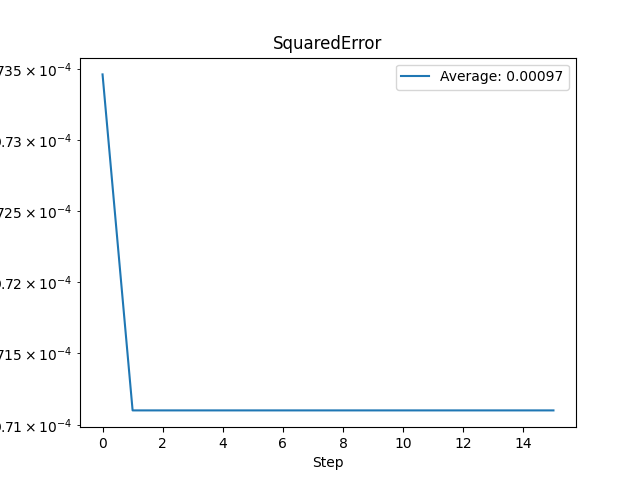 SquaredError
Average: 0.00097
735 × 10⁻⁴
.73 × 10⁻⁴
725 × 10⁻⁴
.72 × 10⁻⁴
715 × 10⁻⁴
.71 × 10⁻⁴
0 2 4 6 8 10 12 14
Step